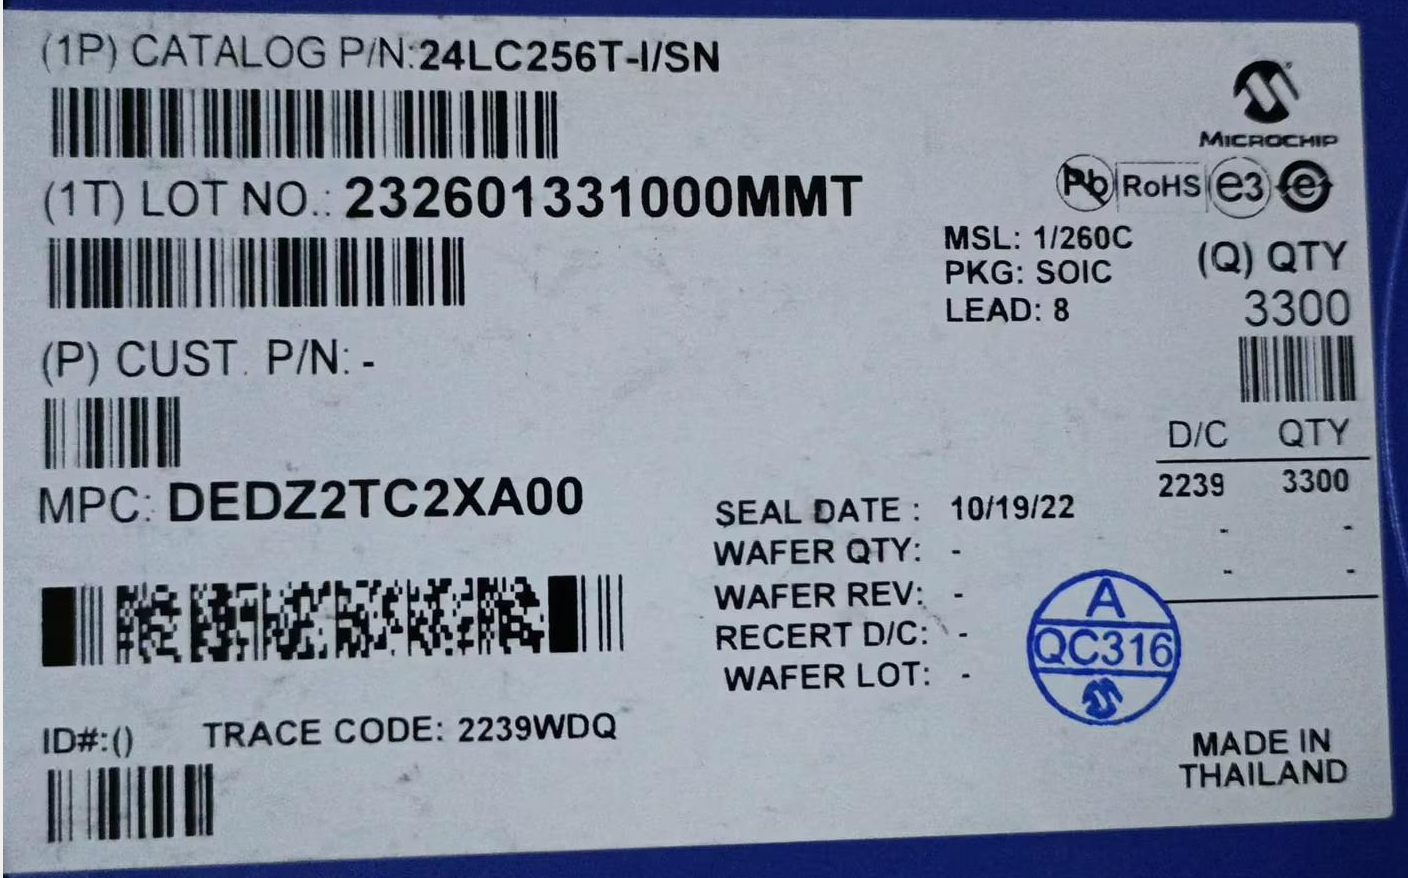 (1P) CATALOG P/N:24LC256T-I/SN
MICROCHIP
(1T) LOT NO.: 232601331000MMT
Pb RoHS e3 e
MSL: 1/260C
PKG: SOIC
LEAD: 8
(Q) QTY
3300
(P) CUST. P/N: -
D/C QTY
2239 3300
- -
- -
MPC: DEDZ2TC2XA00
SEAL DATE : 10/19/22
WAFER QTY: -
WAFER REV: -
RECERT D/C: -
WAFER LOT: -
A
QC316
ID#:() TRACE CODE: 2239WDQ
MADE IN
THAILAND